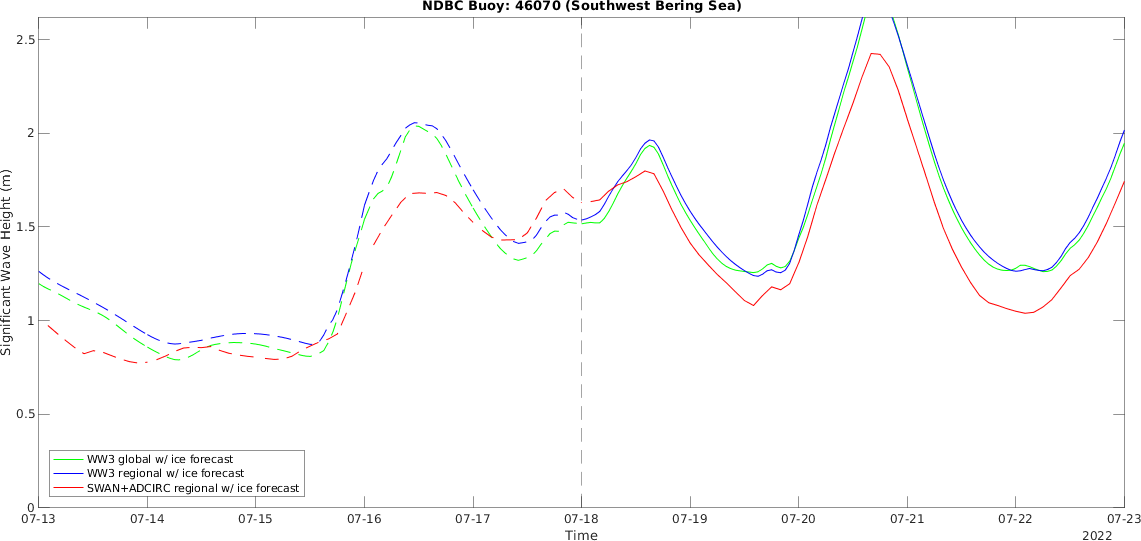 NDBC Buoy: 46070 (Southwest Bering Sea)
2.5
2
1.5
1
0.5
0
Significant Wave Height (m)
WW3 global w/ ice forecast
WW3 regional w/ ice forecast
SWAN+ADCIRC regional w/ ice forecast
07-13 07-14 07-15 07-16 07-17 07-18 07-19 07-20 07-21 07-22 07-23
Time
2022